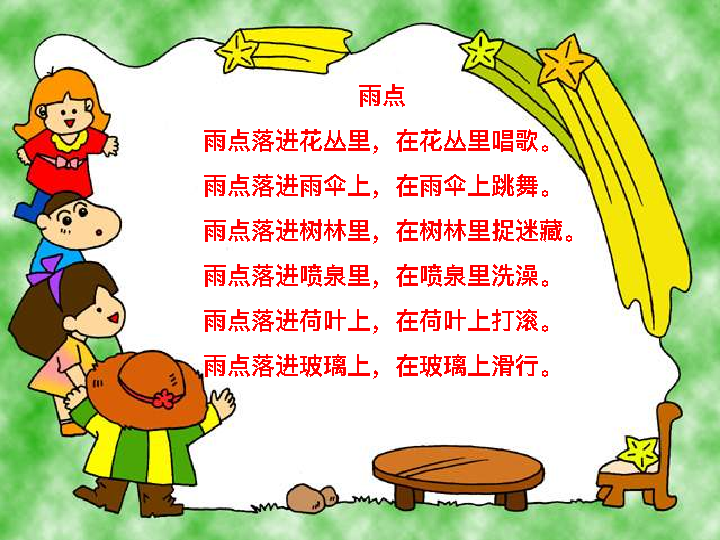 雨点
雨点落进花丛里，在花丛里唱歌。
雨点落进雨伞上，在雨伞上跳舞。
雨点落进树林里，在树林里捉迷藏。
雨点落进喷泉里，在喷泉里洗澡。
雨点落进荷叶上，在荷叶上打滚。
雨点落进玻璃上，在玻璃上滑行。